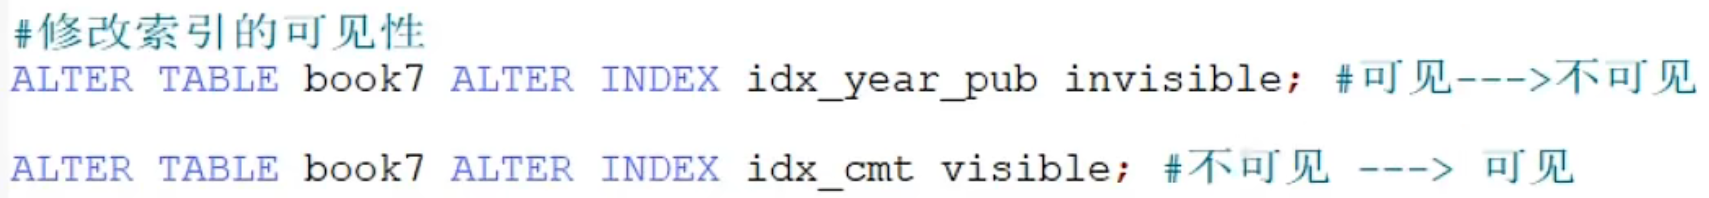 #修改索引的可见性
ALTER TABLE book7 ALTER INDEX idx_year_pub invisible; #可见--->不可见
ALTER TABLE book7 ALTER INDEX idx_cmt visible; #不可见 ---> 可见